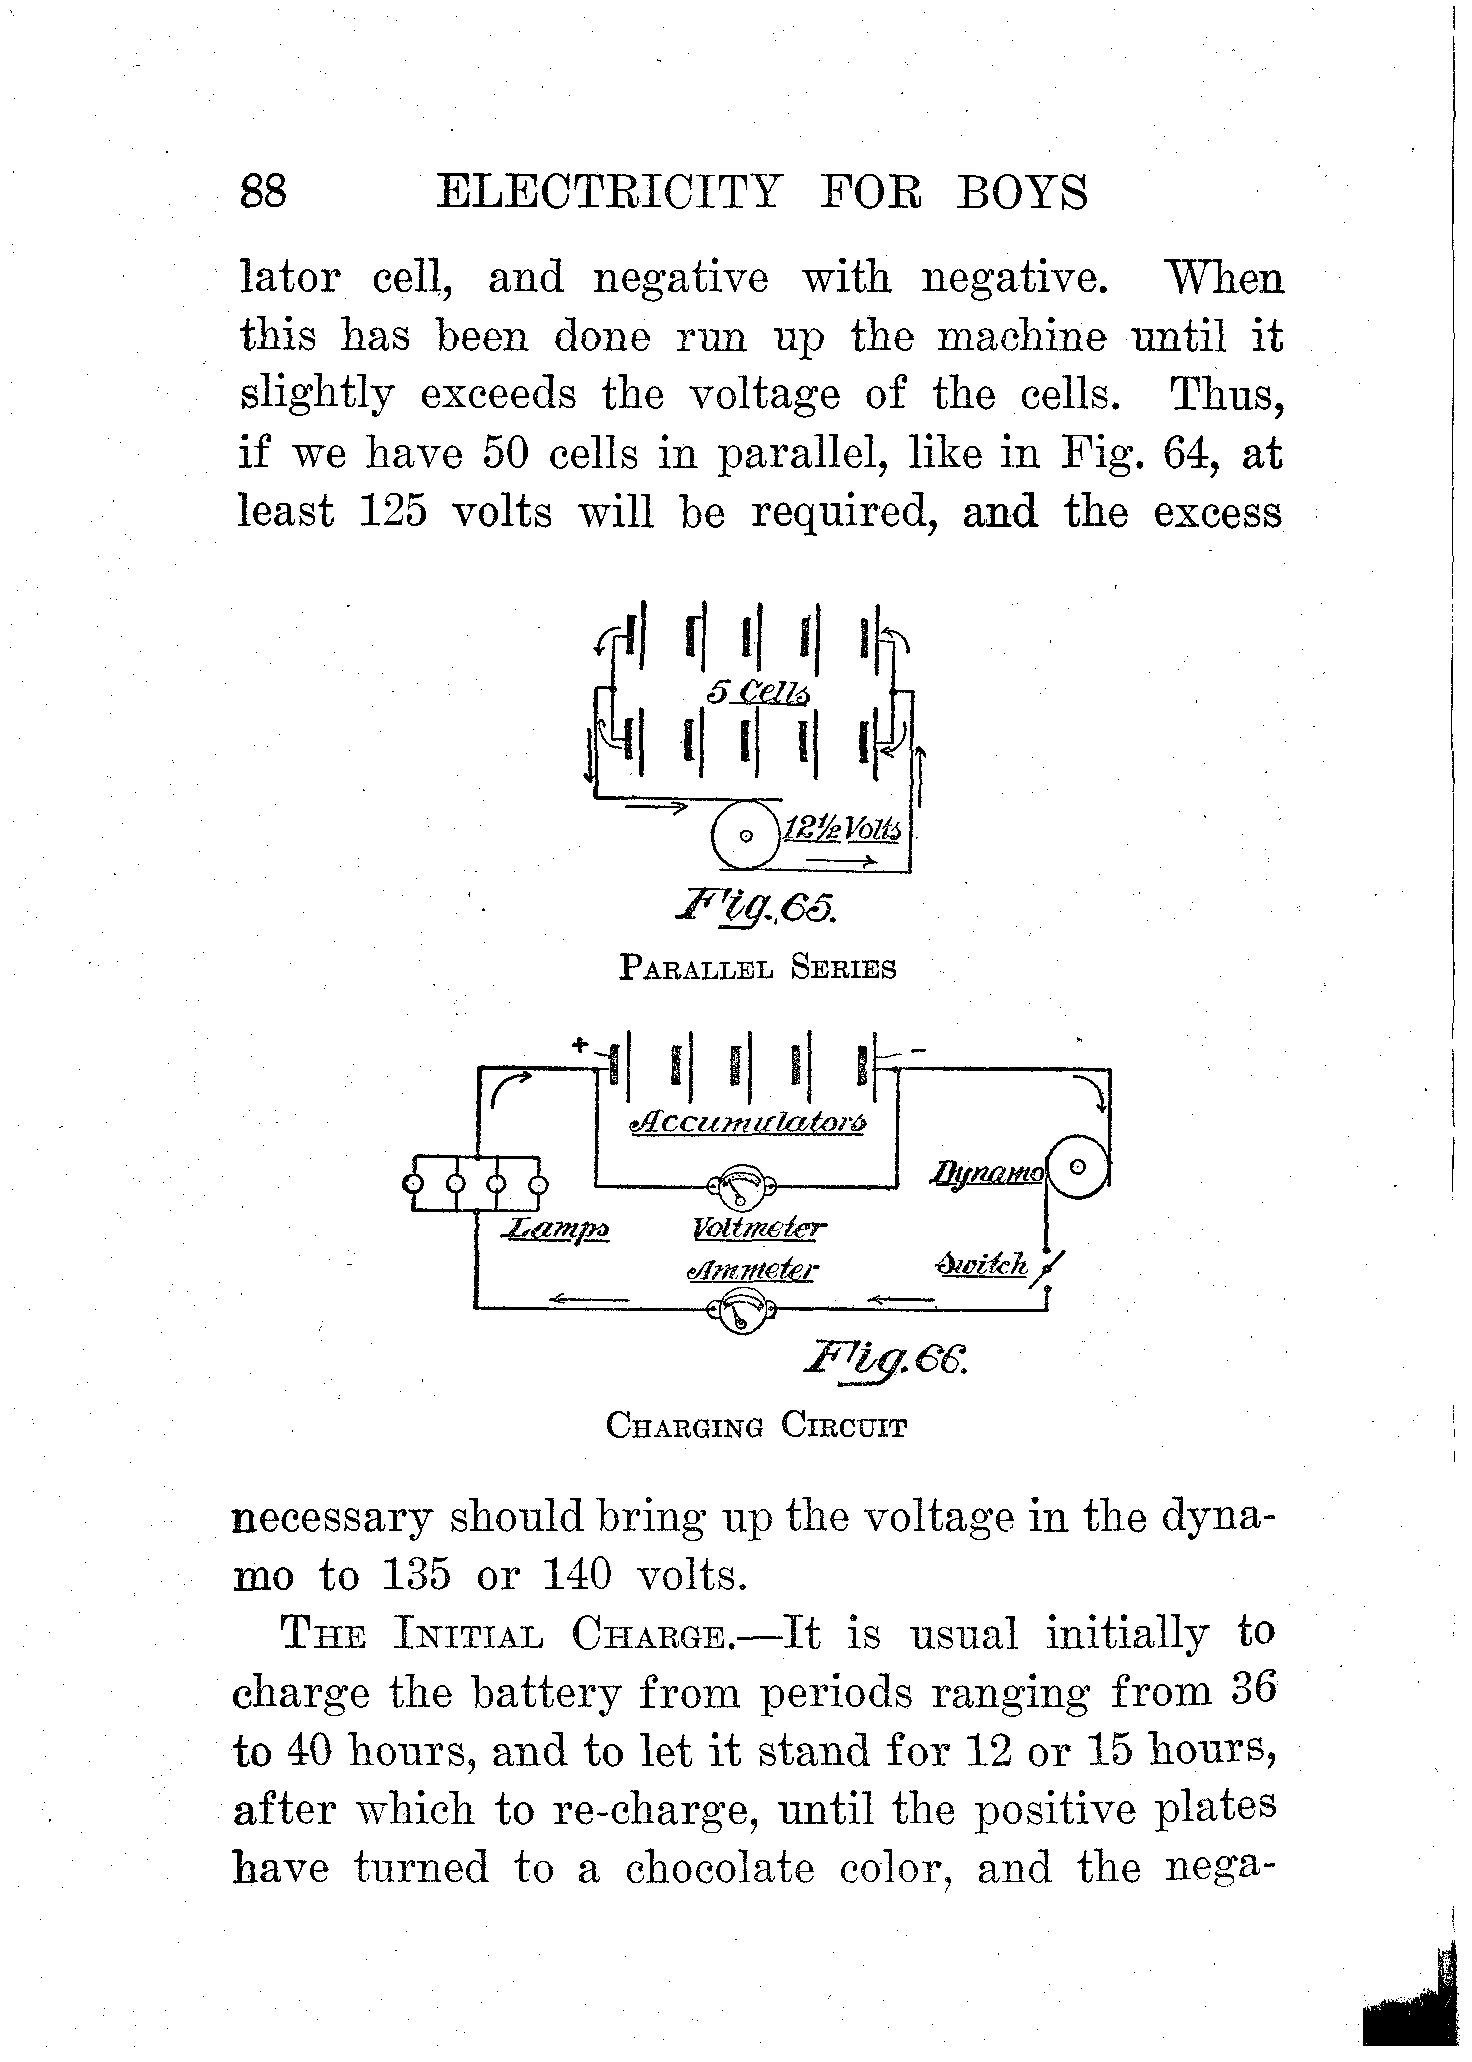 88 ELECTRICITY FOR BOYS
lator cell, and negative with negative. When
this has been done run up the machine until it
slightly exceeds the voltage of the cells. Thus,
if we have 50 cells in parallel, like in Fig. 64, at
least 125 volts will be required, and the excess
5 Cells
12½ Volts
Fig. 65.
PARALLEL SERIES
+ -
Accumulators
Dynamo
Lamps Voltmeter
Ammeter Switch
Fig. 66.
CHARGING CIRCUIT
necessary should bring up the voltage in the dyna-
mo to 135 or 140 volts.
THE INITIAL CHARGE.—It is usual initially to
charge the battery from periods ranging from 36
to 40 hours, and to let it stand for 12 or 15 hours,
after which to re-charge, until the positive plates
have turned to a chocolate color, and the nega-